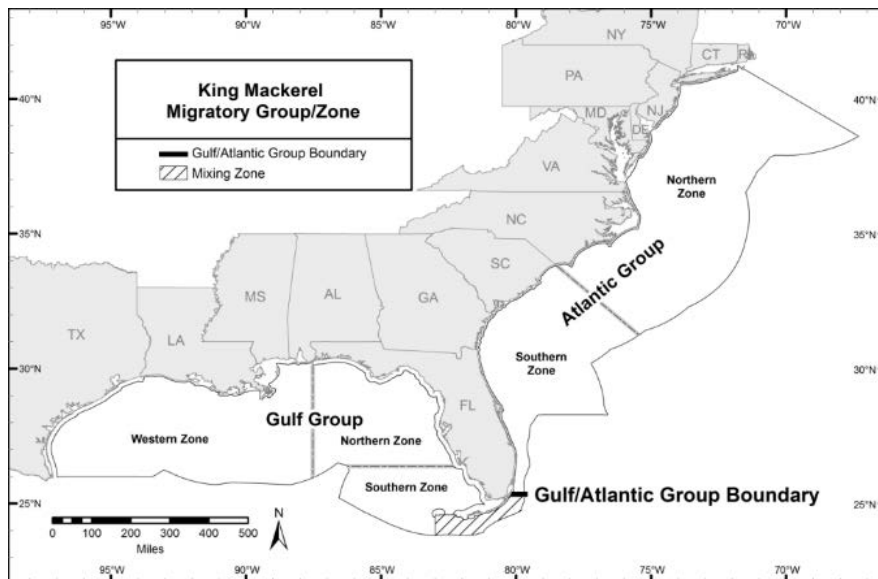 95°W 90°W 85°W 80°W 75°W 70°W
King Mackerel
Migratory Group/Zone
Gulf/Atlantic Group Boundary
Mixing Zone
40°N
35°N
30°N
25°N
40°N
35°N
30°N
25°N
NY
CT
RI
PA
NJ
MD
DE
VA
NC
SC
TX
LA
MS
AL
GA
FL
Northern
Zone
Atlantic Group
Southern
Zone
Gulf Group
Western Zone
Northern Zone
Southern Zone
Gulf/Atlantic Group Boundary
0 50 100 200 300 400 500
Miles
N
95°W 90°W 85°W 80°W 75°W 70°W